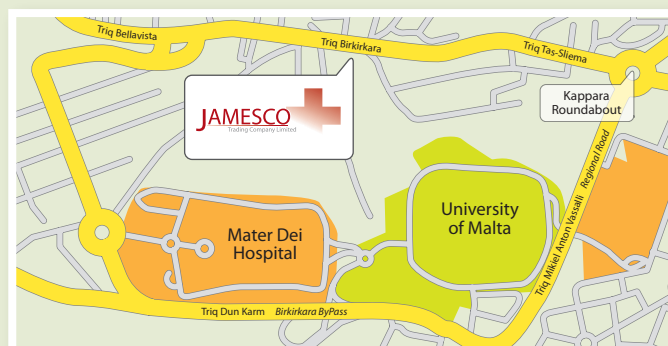 Triq Bellavista
Triq Birkirkara
Triq Tas-Sliema
Kappara
Roundabout
JAMESCO
Trading Company Limited
Triq Mikiel Anton Vassalli Regional Road
University
of Malta
Mater Dei
Hospital
Triq Dun Karm Birkirkara ByPass